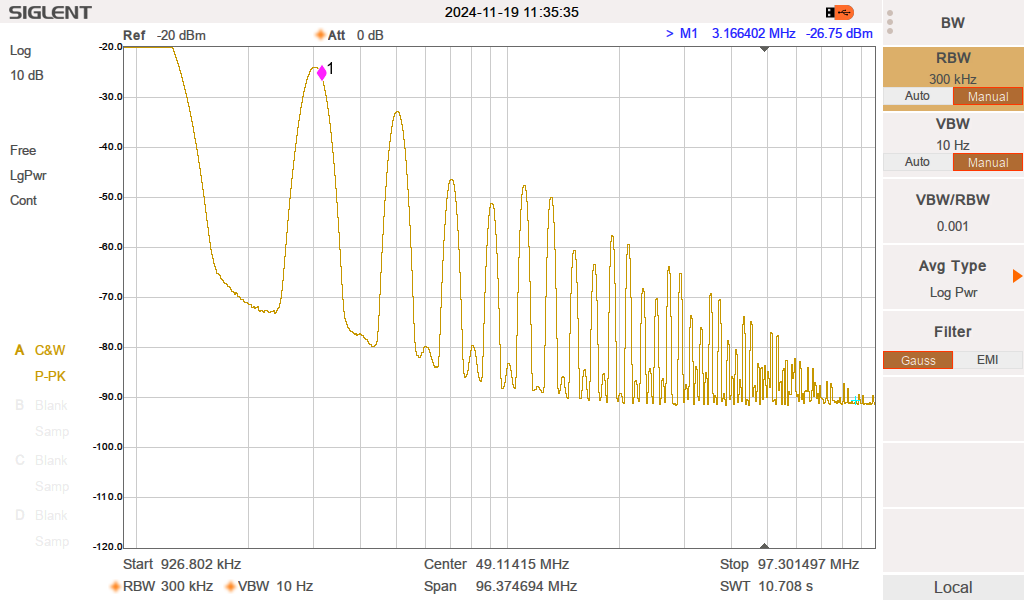 SIGLENT
2024-11-19 11:35:35
BW
Ref -20 dBm
Att 0 dB
> M1 3.166402 MHz -26.75 dBm
Log
10 dB
Free
LgPwr
Cont
A C&W
P-PK
B Blank
Samp
C Blank
Samp
D Blank
Samp
-20.0
-30.0
-40.0
-50.0
-60.0
-70.0
-80.0
-90.0
-100.0
-110.0
-120.0
1
RBW
300 kHz
Auto Manual
VBW
10 Hz
Auto Manual
VBW/RBW
0.001
Avg Type
Log Pwr
Filter
Gauss EMI
Local
Start 926.802 kHz
Center 49.11415 MHz
Stop 97.301497 MHz
RBW 300 kHz
VBW 10 Hz
Span 96.374694 MHz
SWT 10.708 s